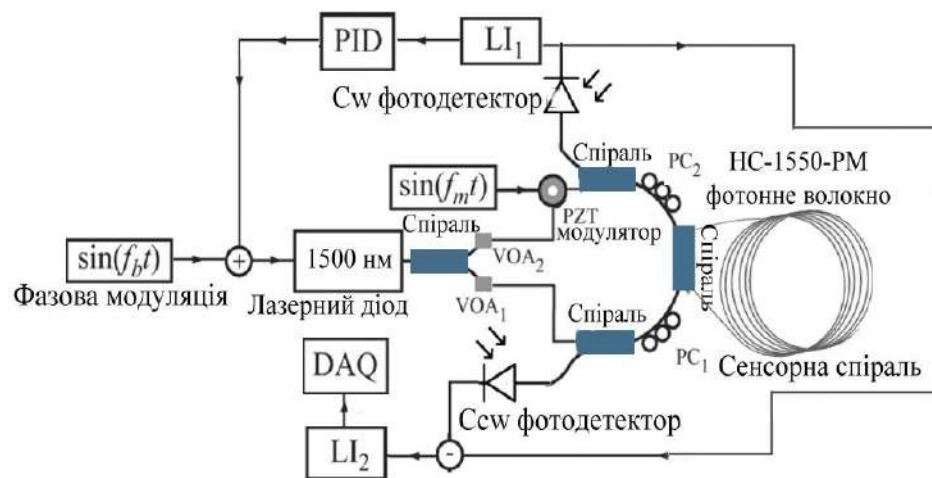 PID
LI₁
Cw фотодетектор
Спіраль
PC₂
HC-1550-PM
фотонне волокно
sin(fₘt)
PZT
модулятор
Спіраль
VOA₂
sin(f_bt)
+
1500 нм
Фазова модуляція
Лазерний діод
VOA₁
Спіраль
Спіраль
PC₁
Сенсорна спіраль
DAQ
Ccw фотодетектор
LI₂
-